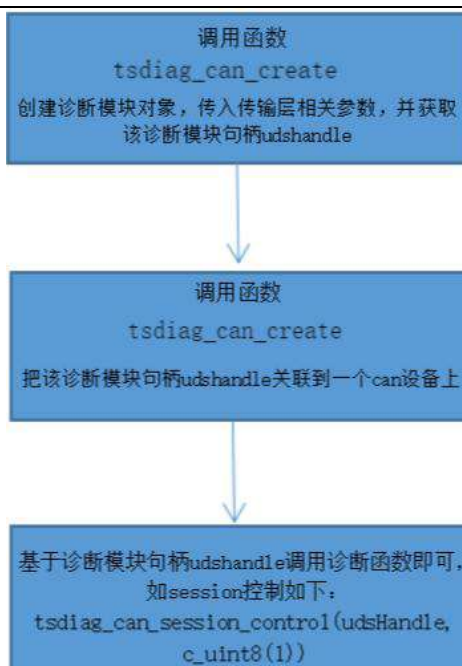 调用函数
tsdiag_can_create
创建诊断模块对象，传入传输层相关参数，并获取
该诊断模块句柄udshandle
调用函数
tsdiag_can_create
把该诊断模块句柄udshandle关联到一个can设备上
基于诊断模块句柄udshandle调用诊断函数即可，
如session控制如下：
tsdiag_can_session_control(udsHandle,
c_uint8(1))